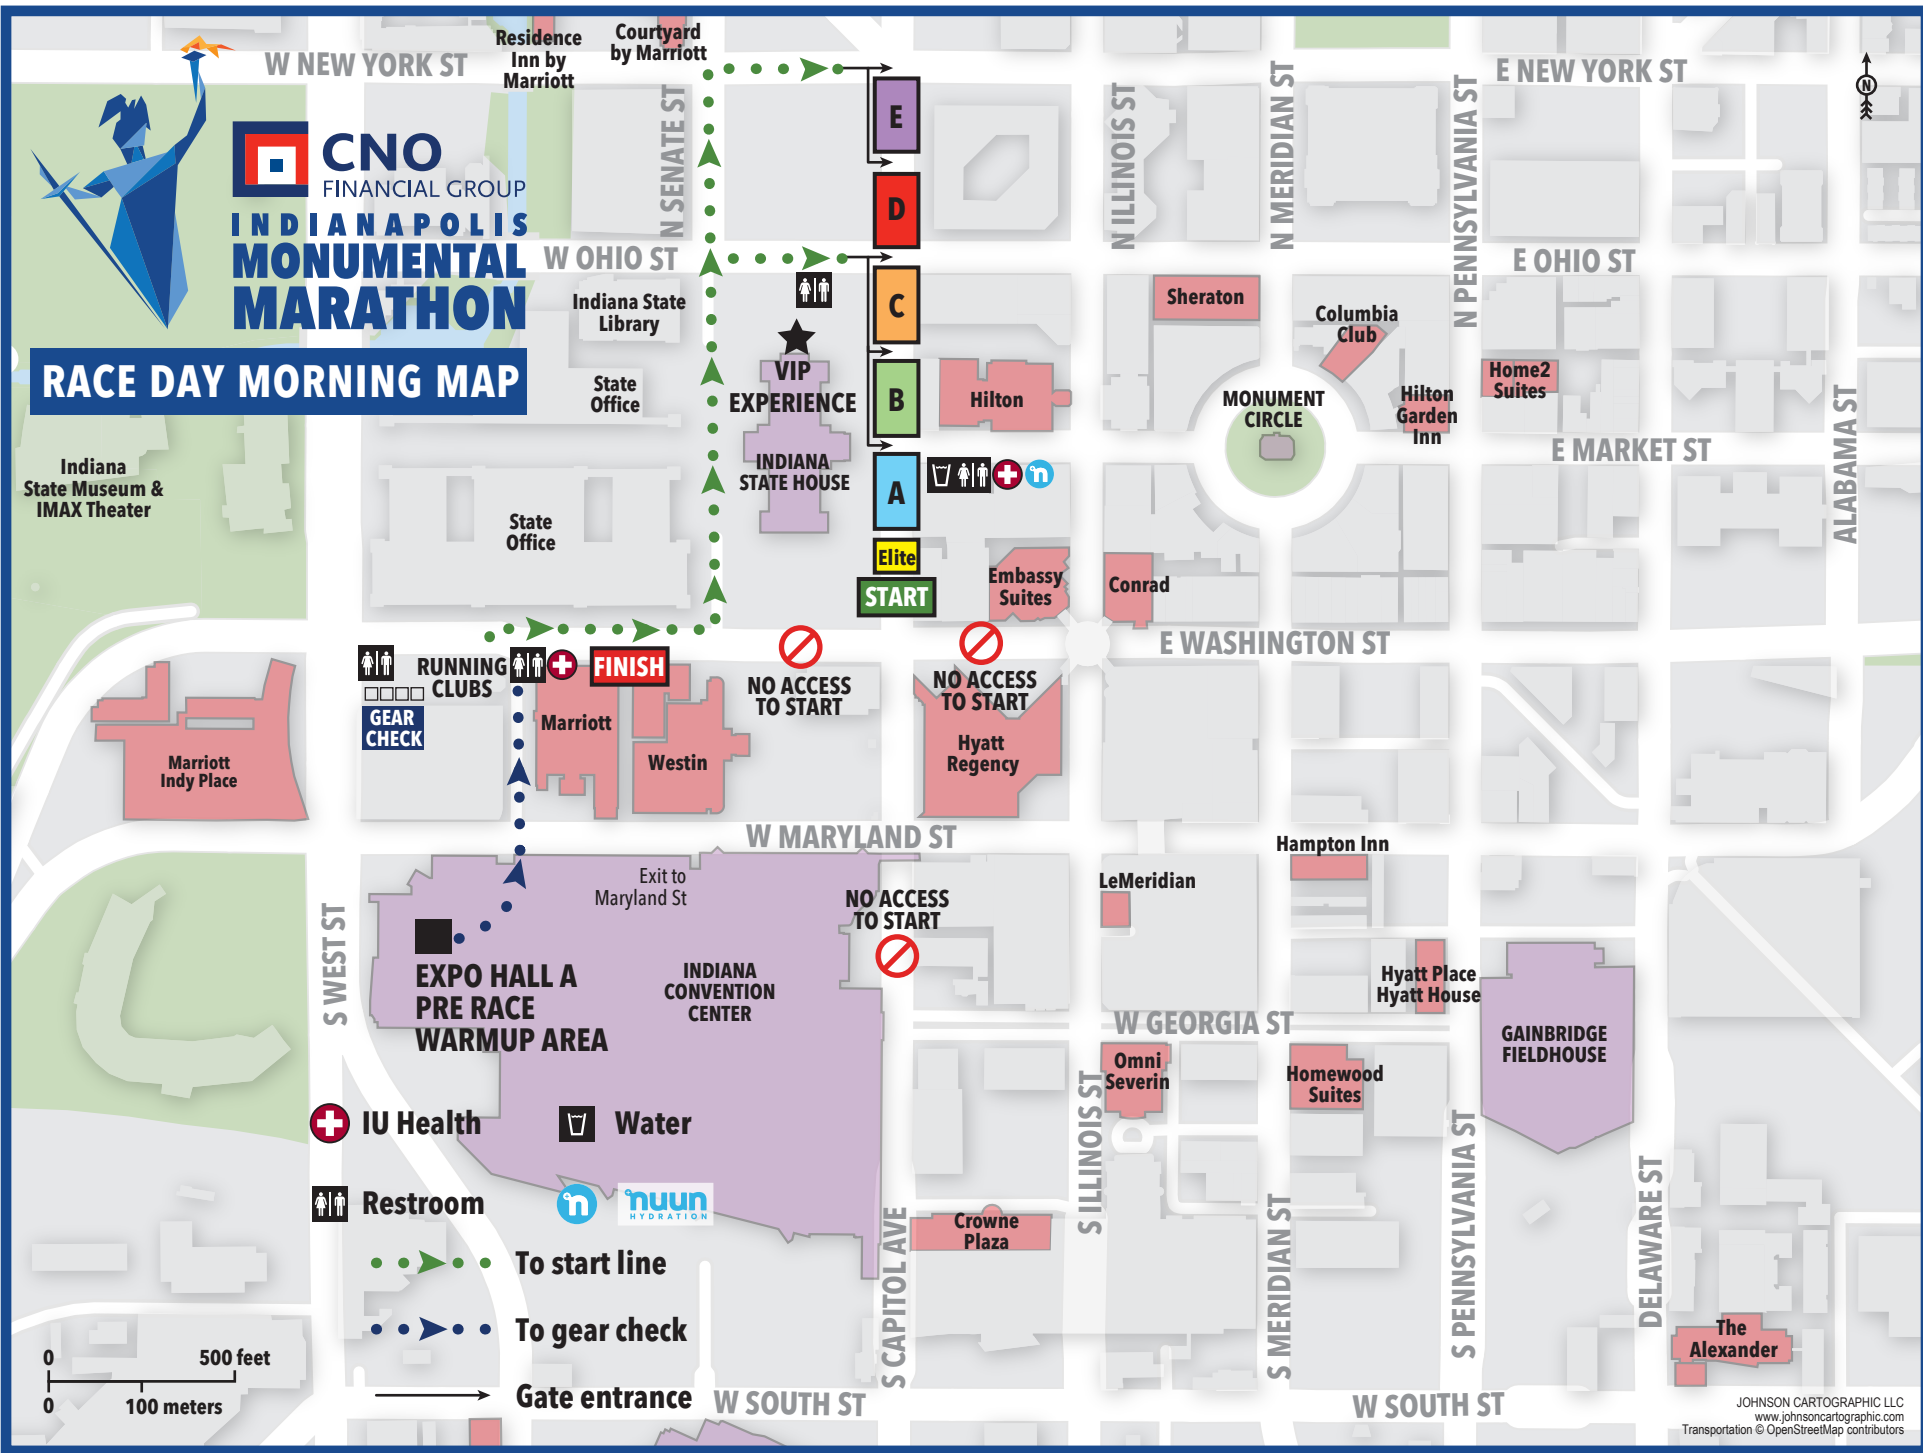 Residence
Inn by
Marriott
Courtyard
by Marriott
W NEW YORK ST
E NEW YORK ST
N
CNO
FINANCIAL GROUP
INDIANAPOLIS
MONUMENTAL
MARATHON
RACE DAY MORNING MAP
N SENATE ST
N ILLINOIS ST
N MERIDIAN ST
N PENNSYLVANIA ST
E
D
C
B
A
Elite
START
W OHIO ST
E OHIO ST
Indiana State
Library
Sheraton
Columbia
Club
VIP
EXPERIENCE
State
Office
Hilton
MONUMENT
CIRCLE
Hilton
Garden
Inn
Home2
Suites
E MARKET ST
ALABAMA ST
Indiana
State Museum &
IMAX Theater
INDIANA
STATE HOUSE
n
State
Office
Embassy
Suites
Conrad
E WASHINGTON ST
RUNNING
CLUBS
FINISH
GEAR
CHECK
NO ACCESS
TO START
NO ACCESS
TO START
Marriott
Indy Place
Marriott
Westin
Hyatt
Regency
W MARYLAND ST
Hampton Inn
Exit to
Maryland St
LeMeridian
NO ACCESS
TO START
S WEST ST
EXPO HALL A
PRE RACE
WARMUP AREA
INDIANA
CONVENTION
CENTER
Hyatt Place
Hyatt House
W GEORGIA ST
GAINBRIDGE
FIELDHOUSE
Omni
Severin
Homewood
Suites
S ILLINOIS ST
S MERIDIAN ST
S PENNSYLVANIA ST
DELAWARE ST
S CAPITOL AVE
Crowne
Plaza
The
Alexander
IU Health
Water
Restroom
n
nuun
HYDRATION
To start line
To gear check
Gate entrance
0
500 feet
0
100 meters
W SOUTH ST
W SOUTH ST
JOHNSON CARTOGRAPHIC LLC
www.johnsoncartographic.com
Transportation © OpenStreetMap contributors